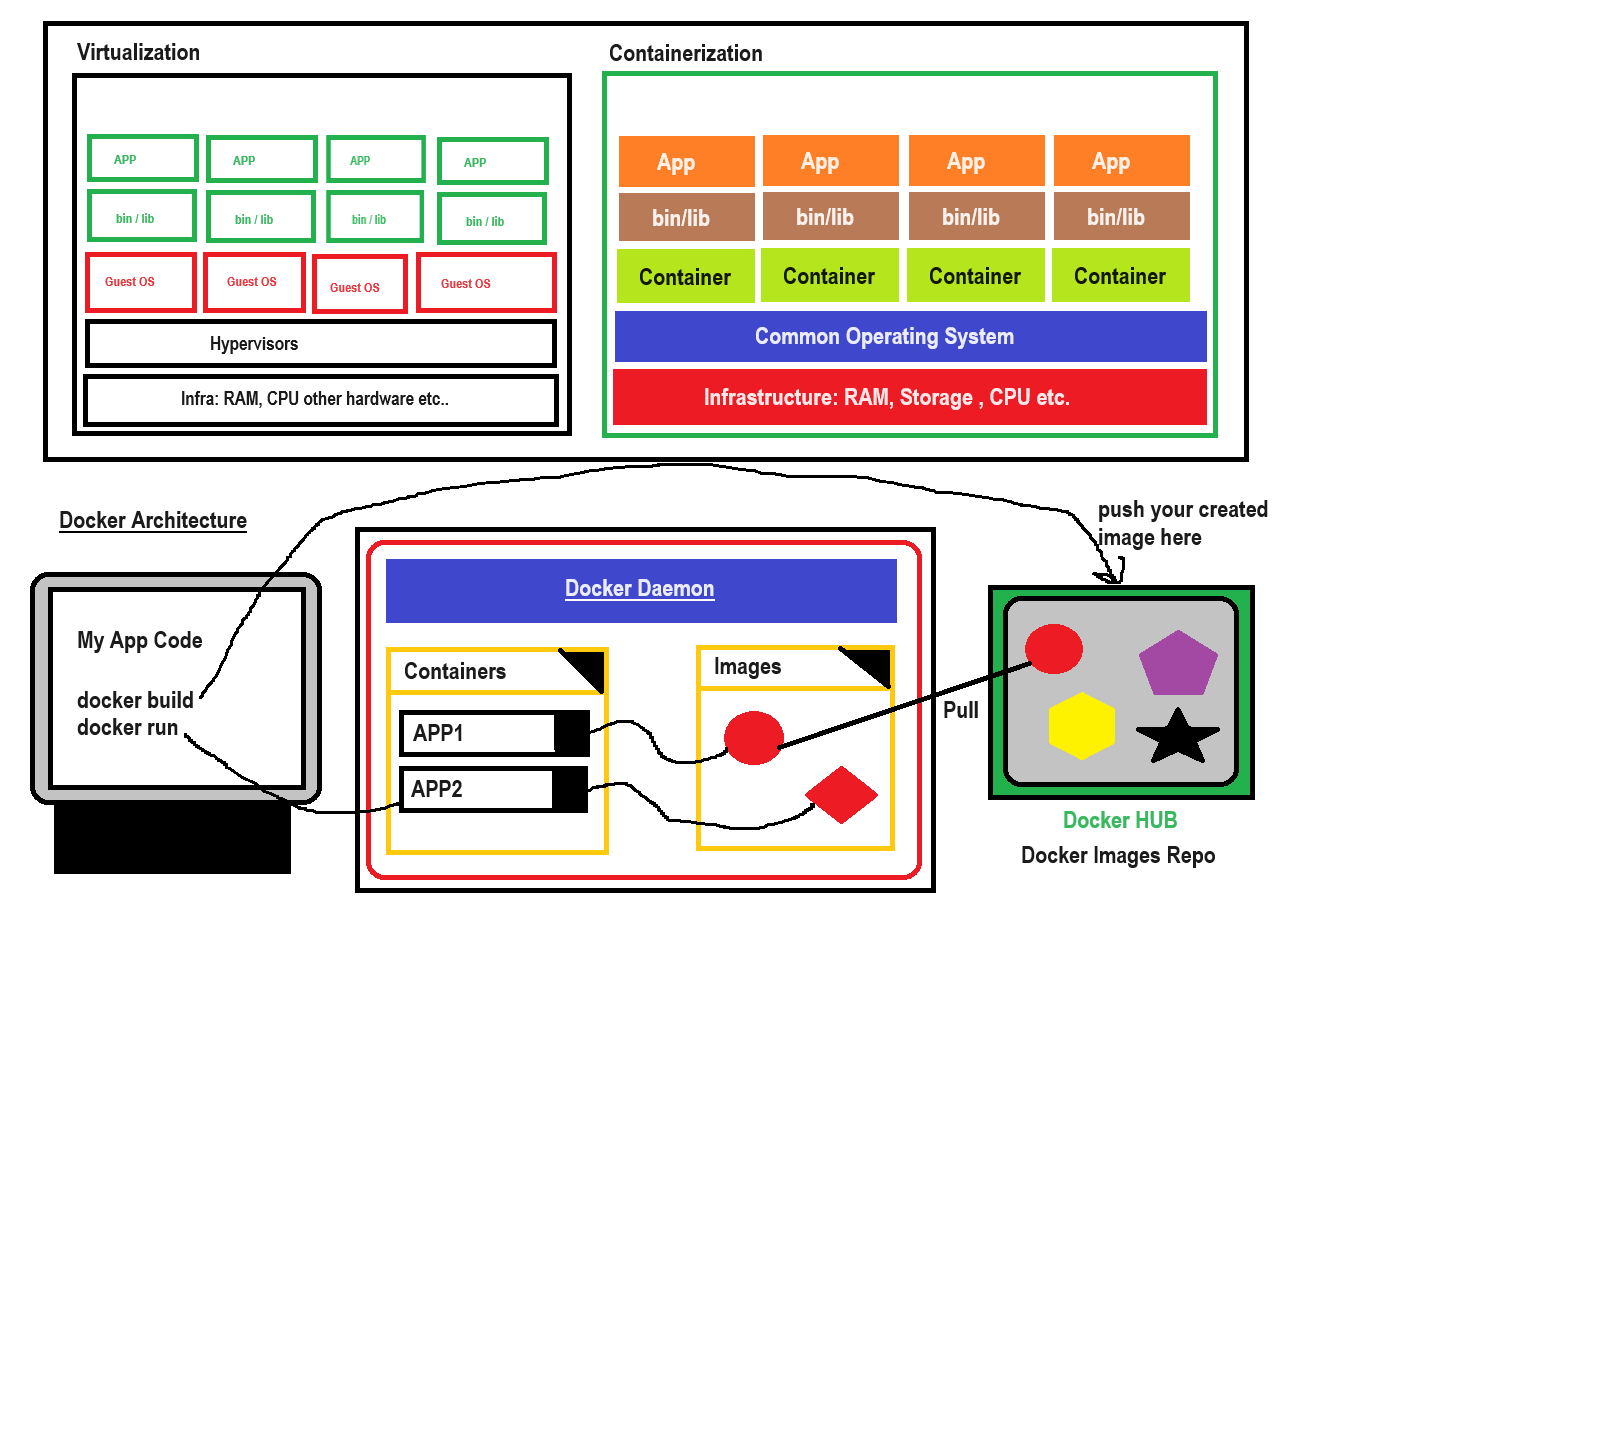 Virtualization
Containerization
APP
APP
APP
APP
bin / lib
bin / lib
bin / lib
bin / lib
Guest OS
Guest OS
Guest OS
Guest OS
Hypervisors
Infra: RAM, CPU other hardware etc..
App
App
App
App
bin/lib
bin/lib
bin/lib
bin/lib
Container
Container
Container
Container
Common Operating System
Infrastructure: RAM, Storage , CPU etc.
Docker Architecture
My App Code
docker build
docker run
Docker Daemon
Containers
APP1
APP2
Images
Pull
push your created
image here
Docker HUB
Docker Images Repo